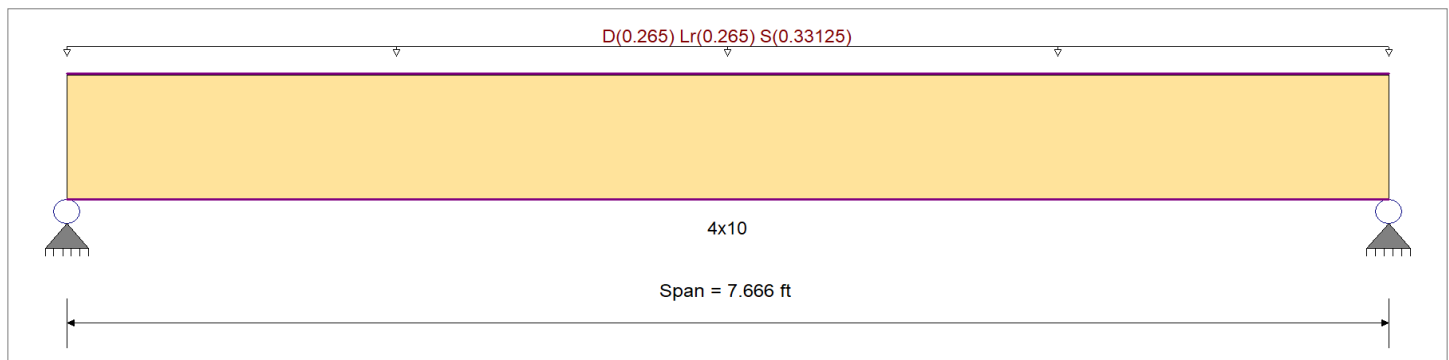 D(0.265) Lr(0.265) S(0.33125)
4x10
Span = 7.666 ft